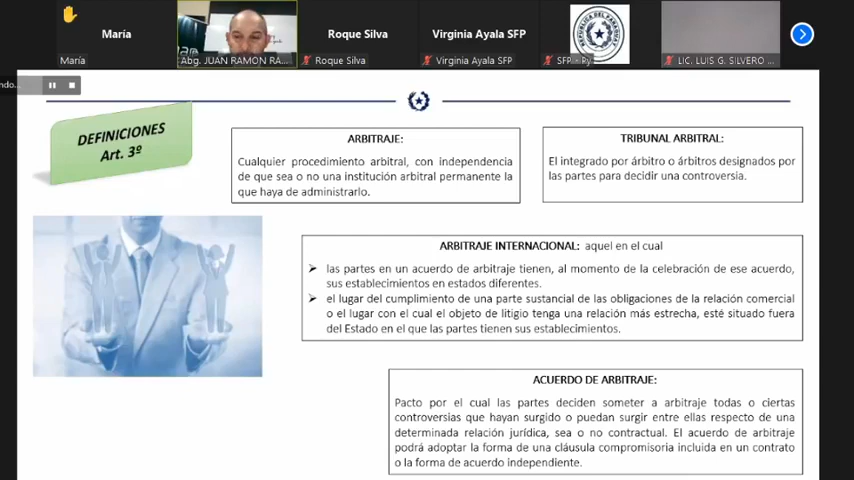 María
Roque Silva
Virginia Ayala SFP
REPUBLICA DEL PARAGUAY
María
Abg. JUAN RAMON RA...
Roque Silva
Virginia Ayala SFP
SFP - Py
LIC. LUIS G. SILVERO ...
ndo...
DEFINICIONES
Art. 3º
ARBITRAJE:
Cualquier procedimiento arbitral, con independencia
de que sea o no una institución arbitral permanente la
que haya de administrarlo.
TRIBUNAL ARBITRAL:
El integrado por árbitro o árbitros designados por
las partes para decidir una controversia.
ARBITRAJE INTERNACIONAL: aquel en el cual
las partes en un acuerdo de arbitraje tienen, al momento de la celebración de ese acuerdo,
sus establecimientos en estados diferentes.
el lugar del cumplimiento de una parte sustancial de las obligaciones de la relación comercial
o el lugar con el cual el objeto de litigio tenga una relación más estrecha, esté situado fuera
del Estado en el que las partes tienen sus establecimientos.
ACUERDO DE ARBITRAJE:
Pacto por el cual las partes deciden someter a arbitraje todas o ciertas
controversias que hayan surgido o puedan surgir entre ellas respecto de una
determinada relación jurídica, sea o no contractual. El acuerdo de arbitraje
podrá adoptar la forma de una cláusula compromisoria incluida en un contrato
o la forma de acuerdo independiente.